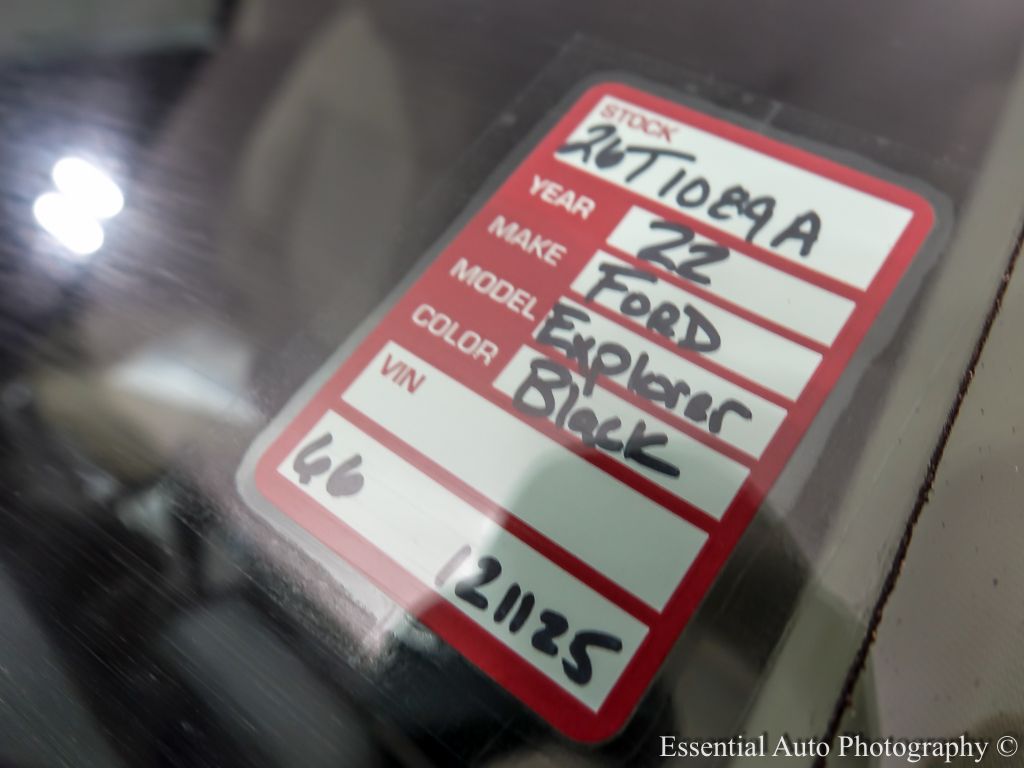 STOCK
26T1089A
YEAR 22
MAKE FORD
MODEL Explorer
COLOR Black
VIN
46 121125
Essential Auto Photography ©